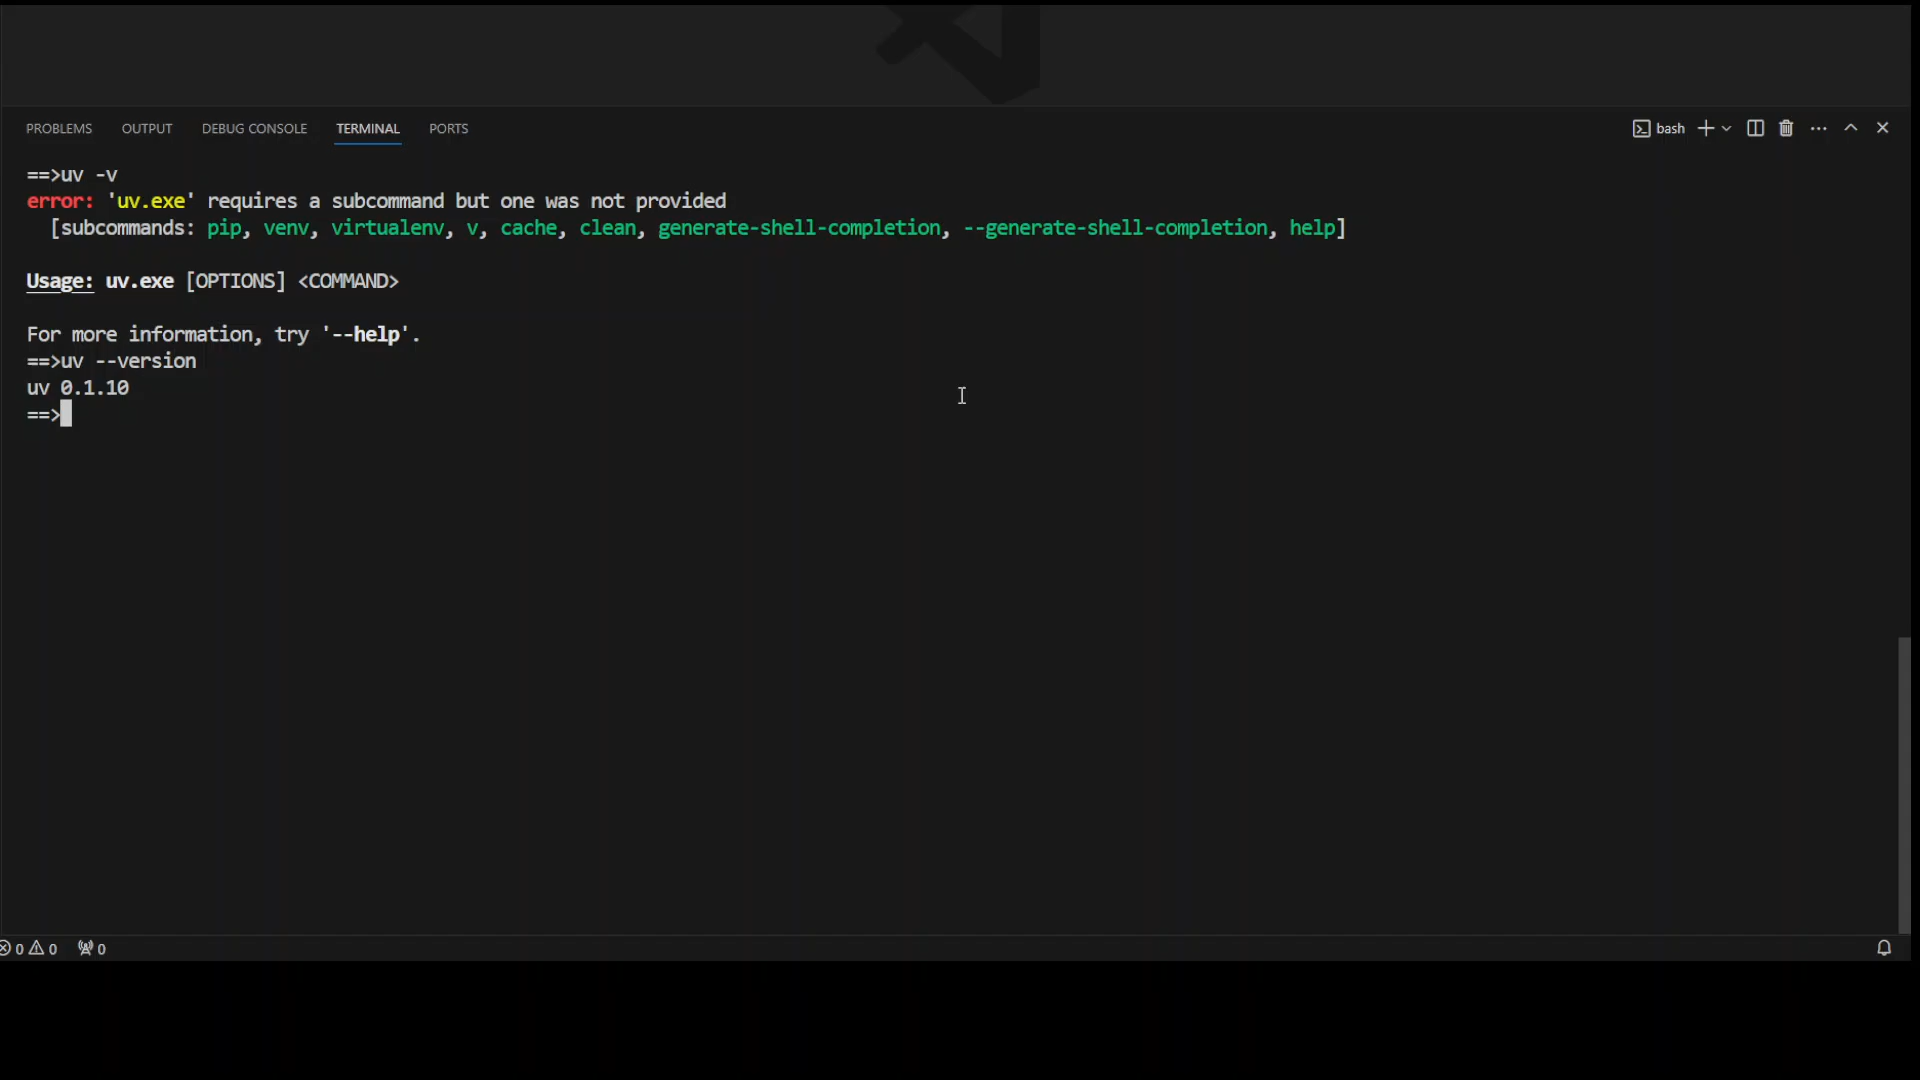 PROBLEMS OUTPUT DEBUG CONSOLE TERMINAL PORTS bash
==>uv -v
error: 'uv.exe' requires a subcommand but one was not provided
[subcommands: pip, venv, virtualenv, v, cache, clean, generate-shell-completion, --generate-shell-completion, help]
Usage: uv.exe [OPTIONS] <COMMAND>
For more information, try '--help'.
==>uv --version
uv 0.1.10
==>
0 0 0